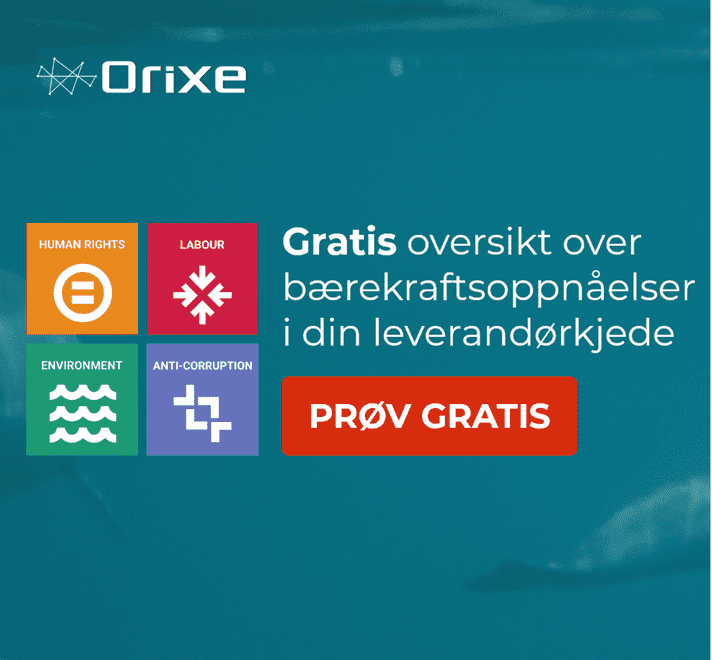 Orixe
HUMAN RIGHTS
LABOUR
ENVIRONMENT
ANTI-CORRUPTION
Gratis oversikt over
bærekraftsoppnåelser
i din leverandørkjede
PRØV GRATIS